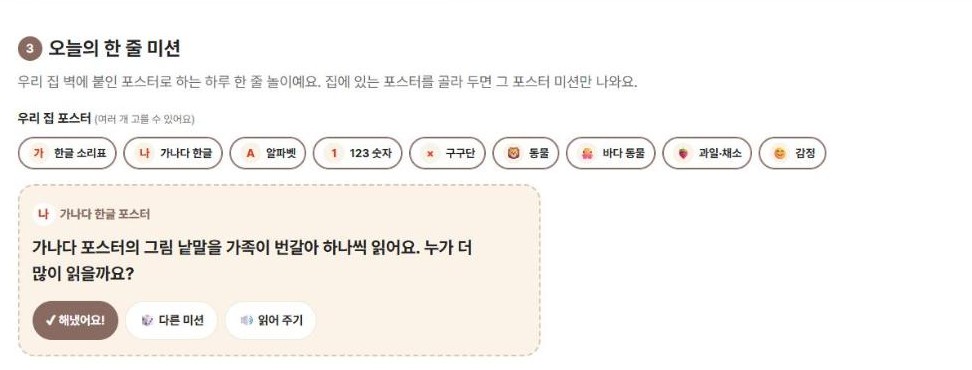 3 오늘의 한 줄 미션
우리 집 벽에 붙인 포스터로 하는 하루 한 줄 놀이예요. 집에 있는 포스터를 골라 두면 그 포스터 미션만 나와요.
우리 집 포스터 (여러 개 고를 수 있어요)
가 한글 소리표 나 가나다 한글 A 알파벳 1 123 숫자 × 구구단 동물 바다 동물 과일·채소 감정
나 가나다 한글 포스터
가나다 포스터의 그림 낱말을 가족이 번갈아 하나씩 읽어요. 누가 더
많이 읽을까요?
✓ 해냈어요! 다른 미션 읽어 주기